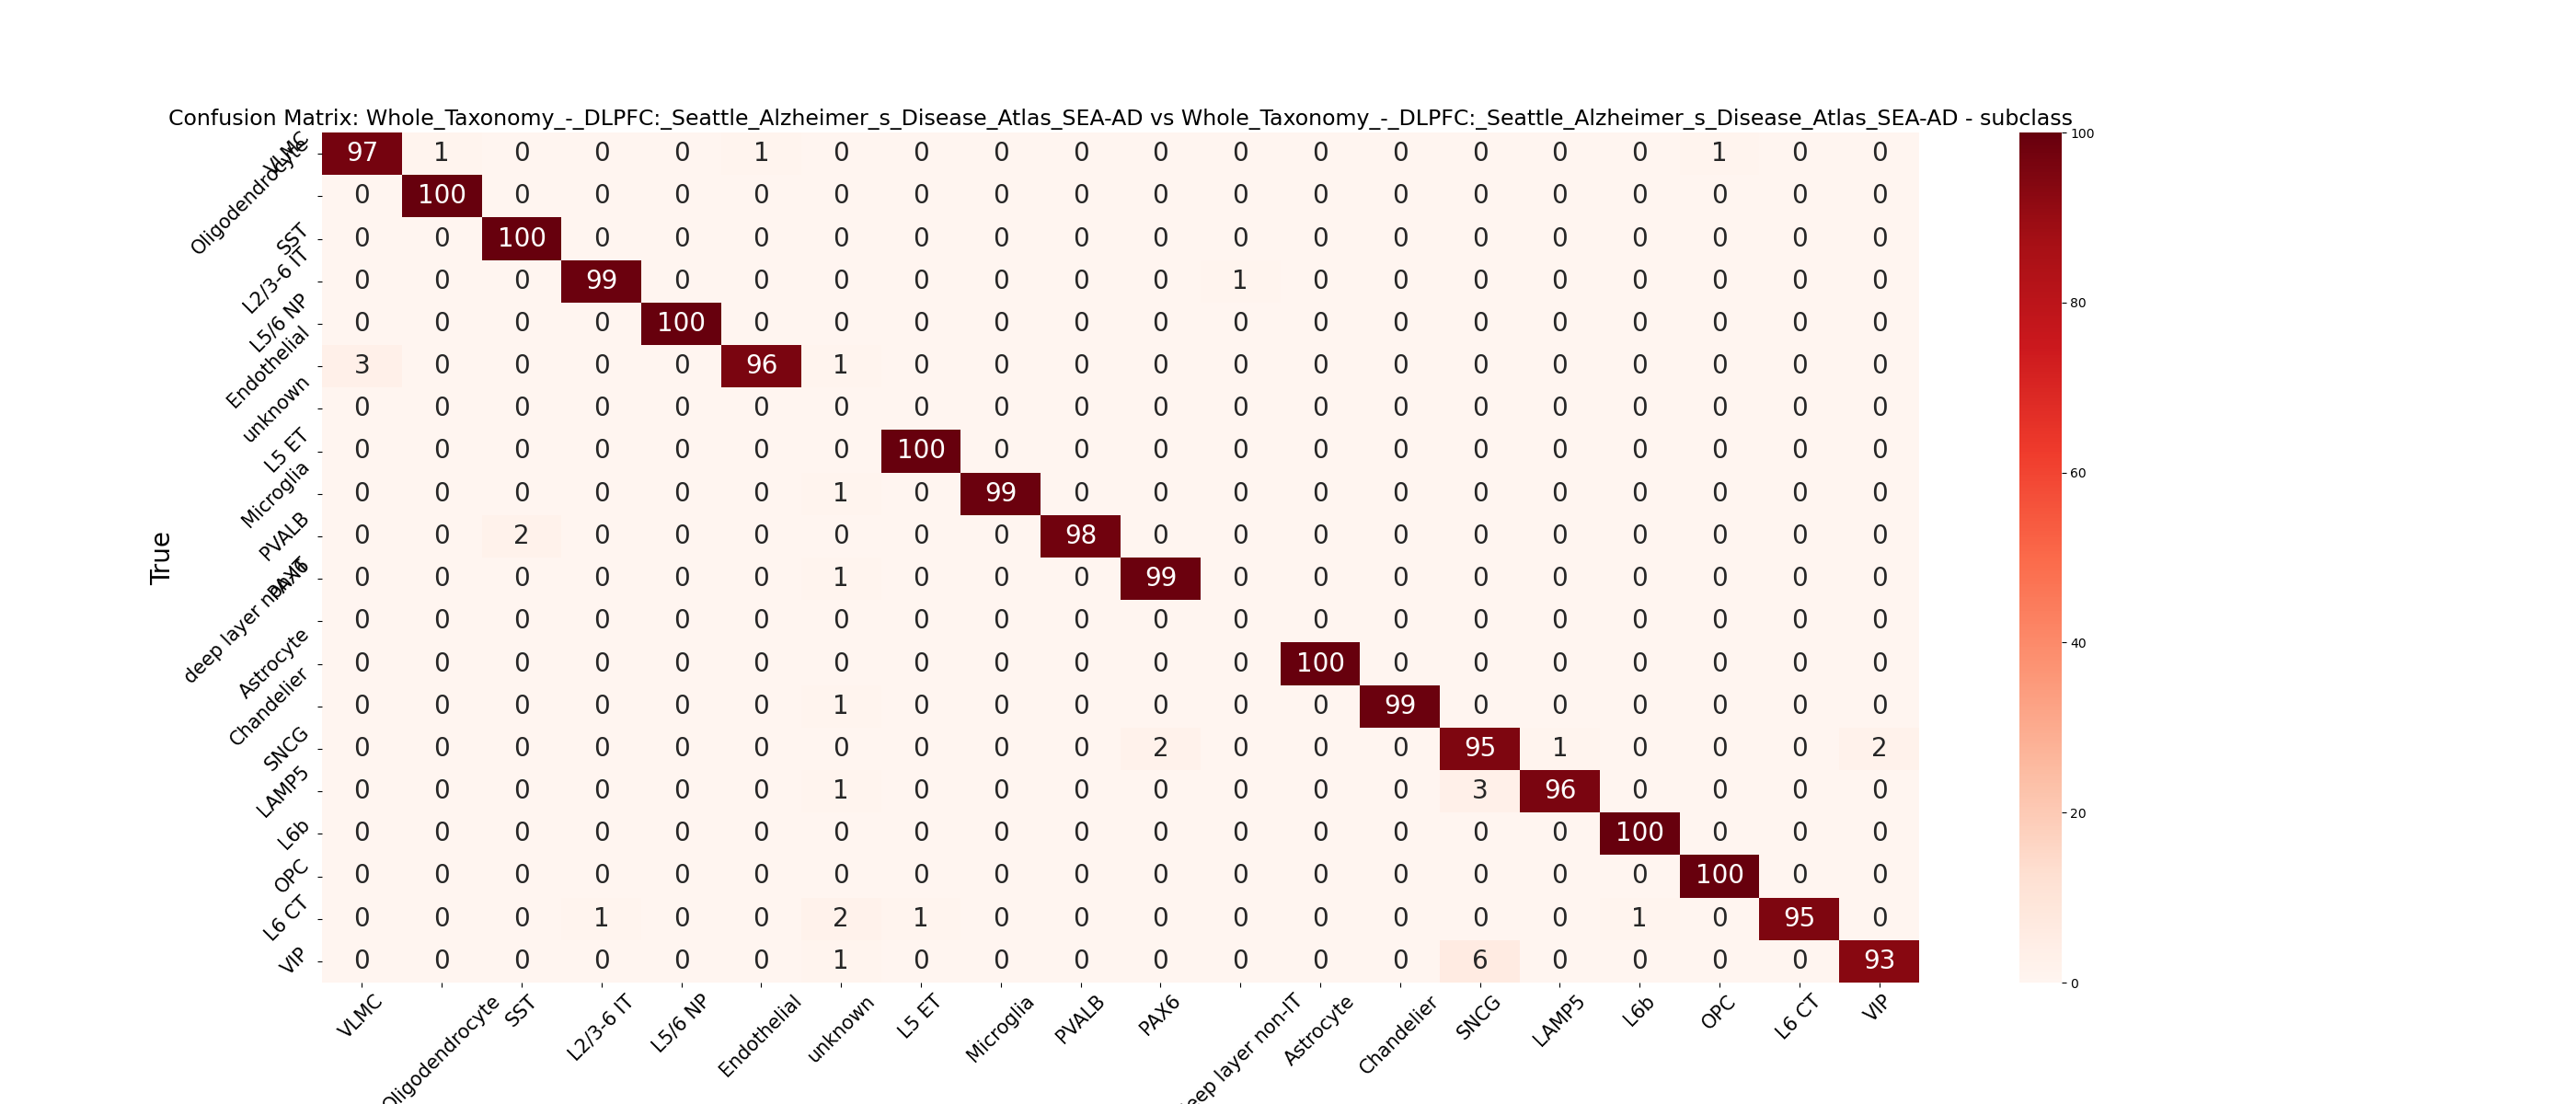 Confusion Matrix: Whole_Taxonomy_-_DLPFC:_Seattle_Alzheimer_s_Disease_Atlas_SEA-AD vs Whole_Taxonomy_-_DLPFC:_Seattle_Alzheimer_s_Disease_Atlas_SEA-AD - subclass
VLMC 97 1 0 0 0 1 0 0 0 0 0 0 0 0 0 0 0 1 0 0
Oligodendrocyte 0 100 0 0 0 0 0 0 0 0 0 0 0 0 0 0 0 0 0 0
SST 0 0 100 0 0 0 0 0 0 0 0 0 0 0 0 0 0 0 0 0
L2/3-6 IT 0 0 0 99 0 0 0 0 0 0 0 1 0 0 0 0 0 0 0 0
L5/6 NP 0 0 0 0 100 0 0 0 0 0 0 0 0 0 0 0 0 0 0 0
Endothelial 3 0 0 0 0 96 1 0 0 0 0 0 0 0 0 0 0 0 0 0
unknown 0 0 0 0 0 0 0 0 0 0 0 0 0 0 0 0 0 0 0 0
L5 ET 0 0 0 0 0 0 0 100 0 0 0 0 0 0 0 0 0 0 0 0
Microglia 0 0 0 0 0 0 1 0 99 0 0 0 0 0 0 0 0 0 0 0
PVALB 0 0 2 0 0 0 0 0 0 98 0 0 0 0 0 0 0 0 0 0
PAX6 0 0 0 0 0 0 1 0 0 0 99 0 0 0 0 0 0 0 0 0
deep layer non-IT 0 0 0 0 0 0 0 0 0 0 0 0 0 0 0 0 0 0 0 0
Astrocyte 0 0 0 0 0 0 0 0 0 0 0 0 100 0 0 0 0 0 0 0
Chandelier 0 0 0 0 0 0 1 0 0 0 0 0 0 99 0 0 0 0 0 0
SNCG 0 0 0 0 0 0 0 0 0 0 2 0 0 0 95 1 0 0 0 2
LAMP5 0 0 0 0 0 0 1 0 0 0 0 0 0 0 3 96 0 0 0 0
L6b 0 0 0 0 0 0 0 0 0 0 0 0 0 0 0 0 100 0 0 0
OPC 0 0 0 0 0 0 0 0 0 0 0 0 0 0 0 0 0 100 0 0
L6 CT 0 0 0 1 0 0 2 1 0 0 0 0 0 0 0 0 1 0 95 0
VIP 0 0 0 0 0 0 1 0 0 0 0 0 0 0 6 0 0 0 0 93
True
VLMC Oligodendrocyte SST L2/3-6 IT L5/6 NP Endothelial unknown L5 ET Microglia PVALB PAX6 deep layer non-IT Astrocyte Chandelier SNCG LAMP5 L6b OPC L6 CT VIP
100
80
60
40
20
0